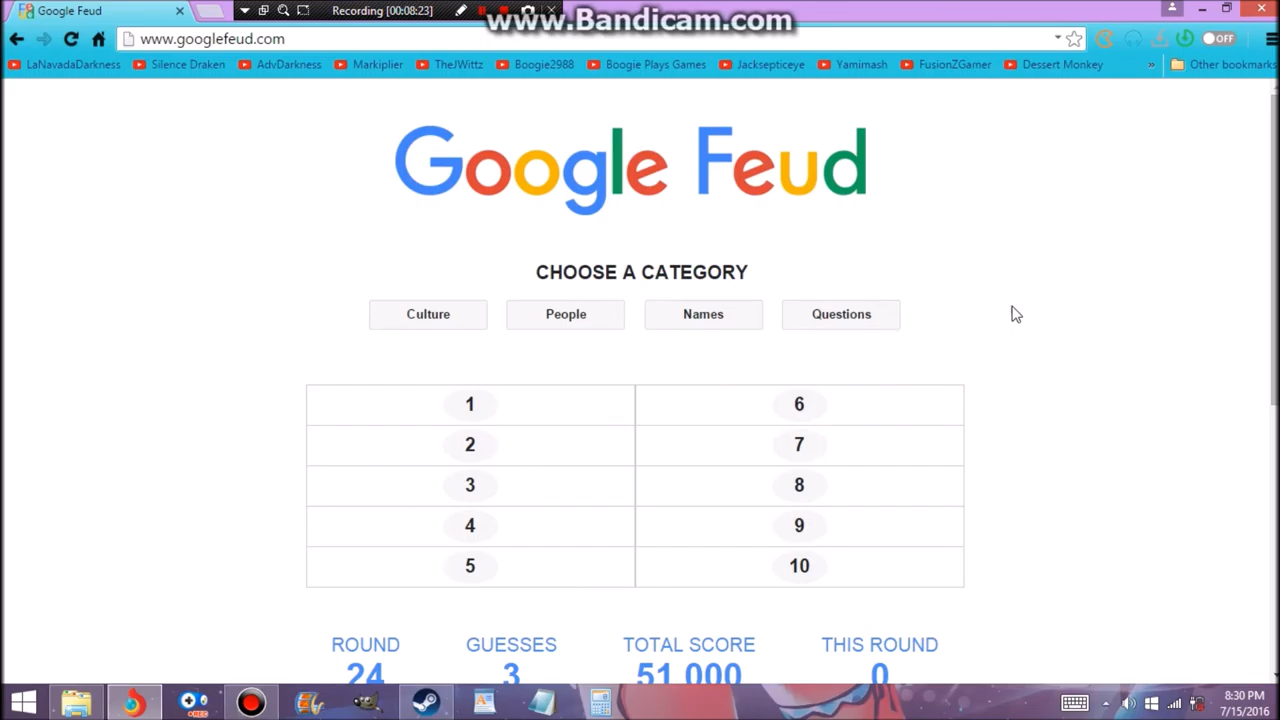 Google Feud
Recording [00:08:23]
www.Bandicam.com
www.googlefeud.com
OFF
LaNavadaDarkness Silence Draken AdvDarkness Markiplier TheJWittz Boogie2988 Boogie Plays Games Jacksepticeye Yamimash FusionZGamer Dessert Monkey » Other bookmarks
Google Feud
CHOOSE A CATEGORY
Culture People Names Questions
1 6
2 7
3 8
4 9
5 10
ROUND GUESSES TOTAL SCORE THIS ROUND
24 3 51,000 0
REC
8:30 PM
7/15/2016